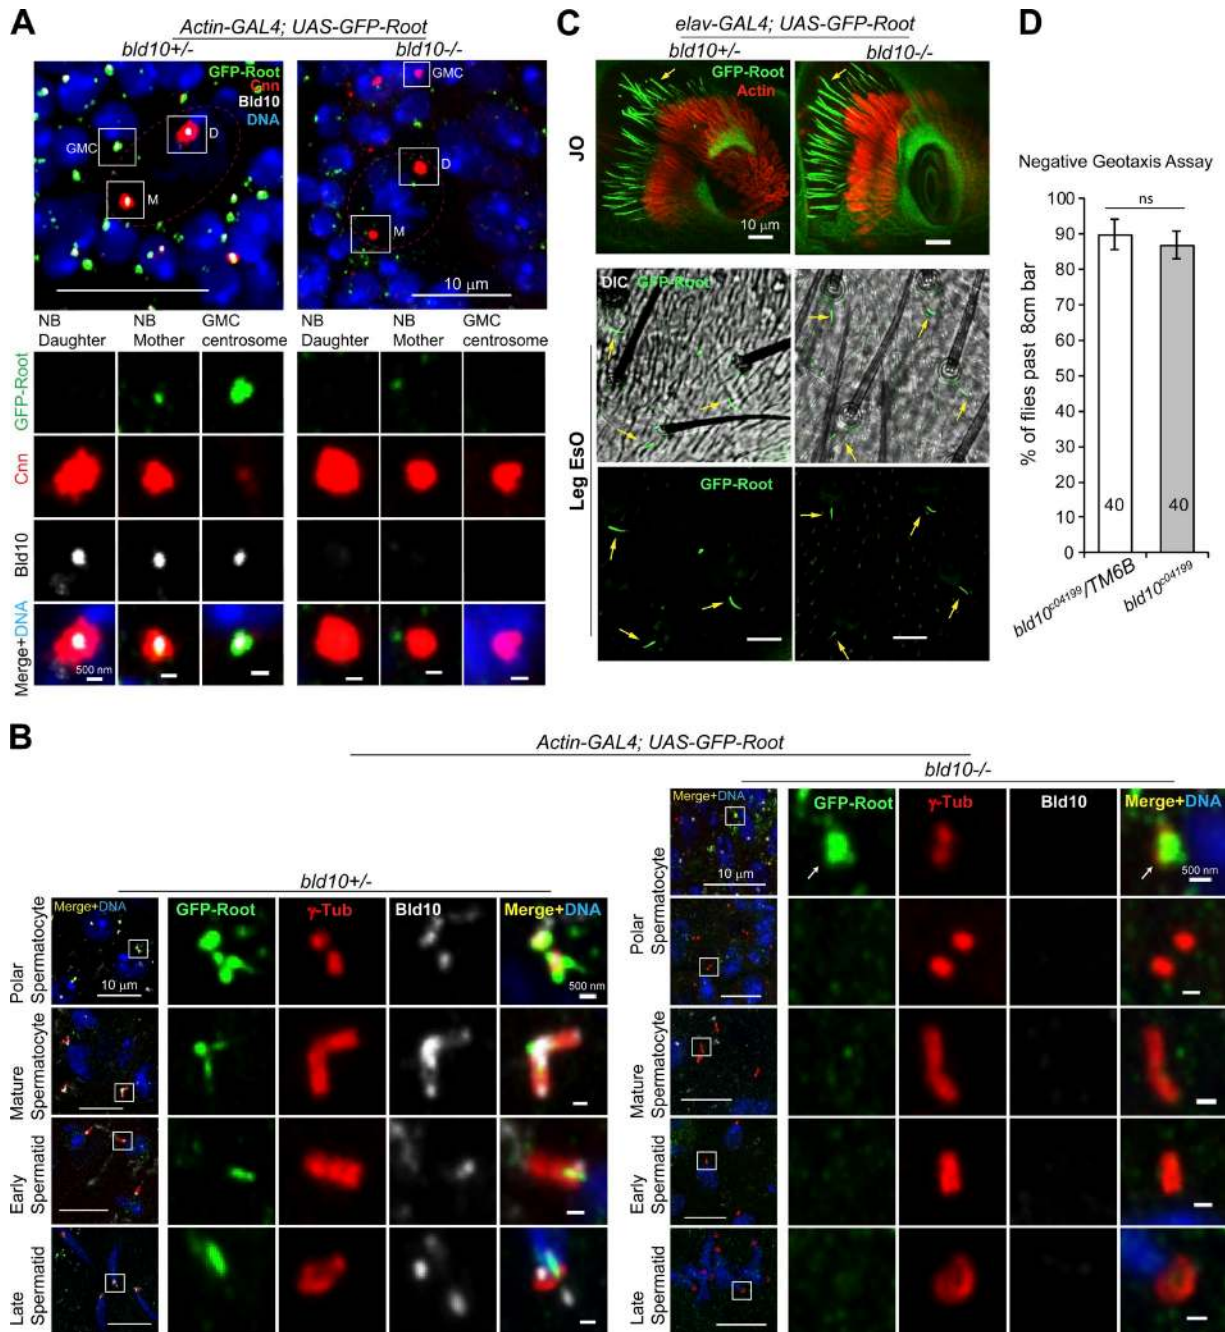 A
Actin-GAL4; UAS-GFP-Root
bld10+/-
bld10-/-
GFP-Root
Cnn
Bld10
DNA
GMC
D
M
GMC
D
M
10 μm
NB Daughter
NB Mother
GMC centrosome
NB Daughter
NB Mother
GMC centrosome
GFP-Root
Cnn
Bld10
Merge+DNA
500 nm
C
elav-GAL4; UAS-GFP-Root
bld10+/-
bld10-/-
GFP-Root
Actin
JO
10 μm
DIC GFP-Root
Leg EsO
GFP-Root
D
Negative Geotaxis Assay
ns
% of flies past 8cm bar
100
90
80
70
60
50
40
30
20
10
0
40
40
bld10c04199/TM6B
bld10c04199
B
Actin-GAL4; UAS-GFP-Root
bld10+/-
Merge+DNA
GFP-Root
γ-Tub
Bld10
Merge+DNA
Polar Spermatocyte
10 μm
500 nm
Mature Spermatocyte
Early Spermatid
Late Spermatid
bld10-/-
Merge+DNA
GFP-Root
γ-Tub
Bld10
Merge+DNA
10 μm
500 nm
Polar Spermatocyte
Mature Spermatocyte
Early Spermatid
Late Spermatid